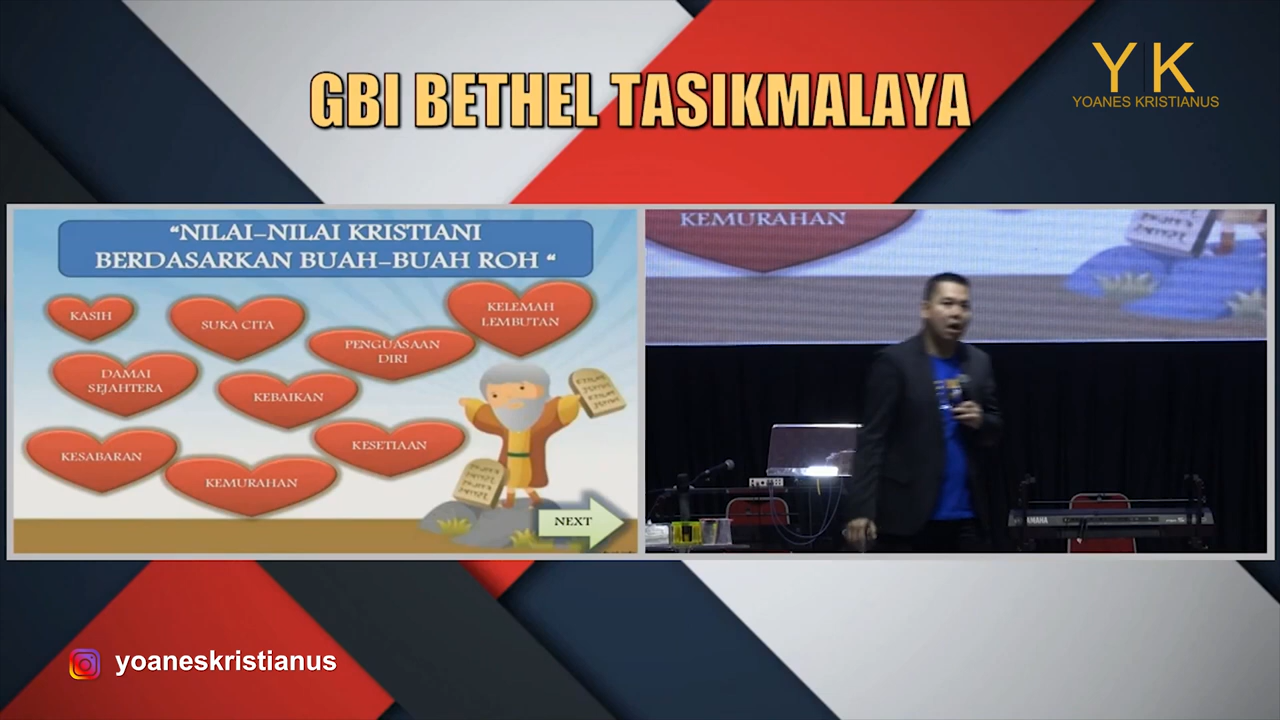 GBI BETHEL TASIKMALAYA
Y K
YOANES KRISTIANUS
“NILAI-NILAI KRISTIANI
BERDASARKAN BUAH-BUAH ROH “
KASIH
SUKA CITA
KELEMAH
LEMBUTAN
PENGUASAAN
DIRI
DAMAI
SEJAHTERA
KEBAIKAN
KESABARAN
KESETIAAN
KEMURAHAN
NEXT
KEMURAHAN
YAMAHA
yoaneskristianus